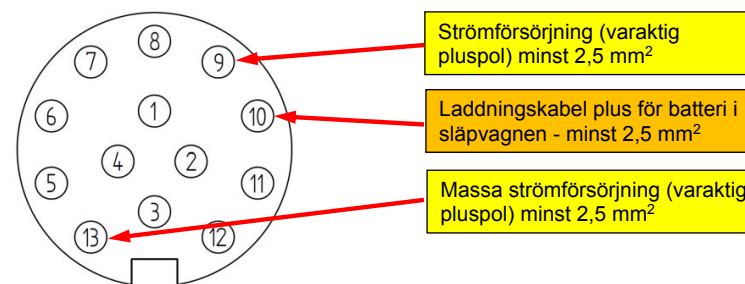 8
7
9
6
1
10
4
2
5
11
3
13
12
Strömförsörjning (varaktig
pluspol) minst 2,5 mm²
Laddningskabel plus för batteri i
släpvagnen - minst 2,5 mm²
Massa strömförsörjning (varaktig
pluspol) minst 2,5 mm²